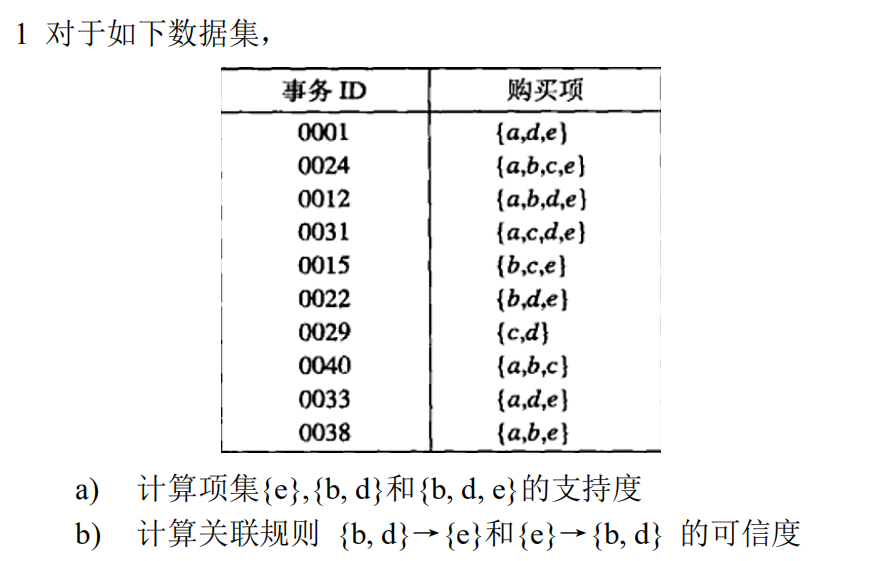 1 对于如下数据集，
事务 ID 购买项
0001 {a,d,e}
0024 {a,b,c,e}
0012 {a,b,d,e}
0031 {a,c,d,e}
0015 {b,c,e}
0022 {b,d,e}
0029 {c,d}
0040 {a,b,c}
0033 {a,d,e}
0038 {a,b,e}
a) 计算项集{e},{b, d}和{b, d, e}的支持度
b) 计算关联规则 {b, d}→{e}和{e}→{b, d} 的可信度